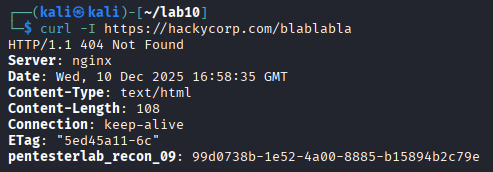 ┌──(kali㉿kali)-[~/lab10]
└─$ curl -I https://hackycorp.com/blablabla
HTTP/1.1 404 Not Found
Server: nginx
Date: Wed, 10 Dec 2025 16:58:35 GMT
Content-Type: text/html
Content-Length: 108
Connection: keep-alive
ETag: "5ed45a11-6c"
pentesterlab_recon_09: 99d0738b-1e52-4a00-8885-b15894b2c79e